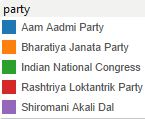 party
Aam Aadmi Party
Bharatiya Janata Party
Indian National Congress
Rashtriya Loktantrik Party
Shiromani Akali Dal